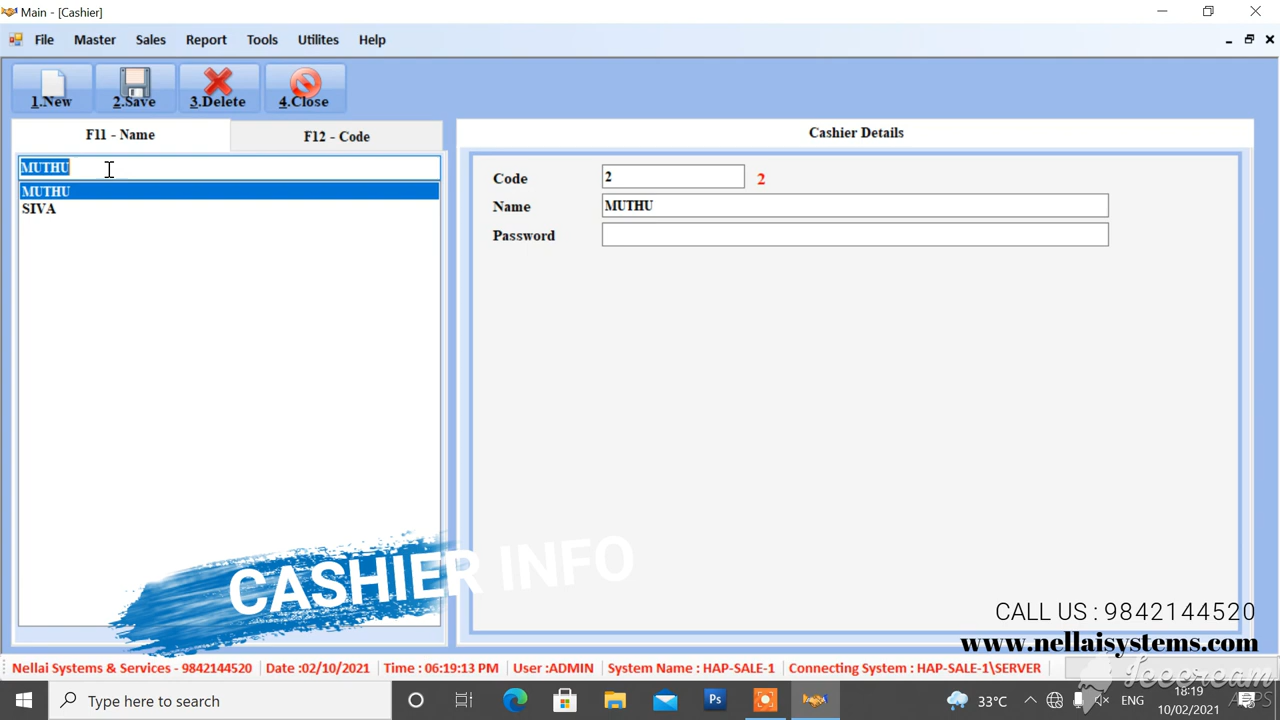 Main - [Cashier]
File Master Sales Report Tools Utilites Help
1.New 2.Save 3.Delete 4.Close
F11 - Name F12 - Code
MUTHU
MUTHU
SIVA
Cashier Details
Code 2 2
Name MUTHU
Password
CASHIER INFO
CALL US : 9842144520
www.nellaisystems.com
Nellai Systems & Services - 9842144520 Date :02/10/2021 Time : 06:19:13 PM User :ADMIN System Name : HAP-SALE-1 Connecting System : HAP-SALE-1\SERVER
Icecream
APPS
Type here to search
Ps
33°C
ENG
18:19
10/02/2021